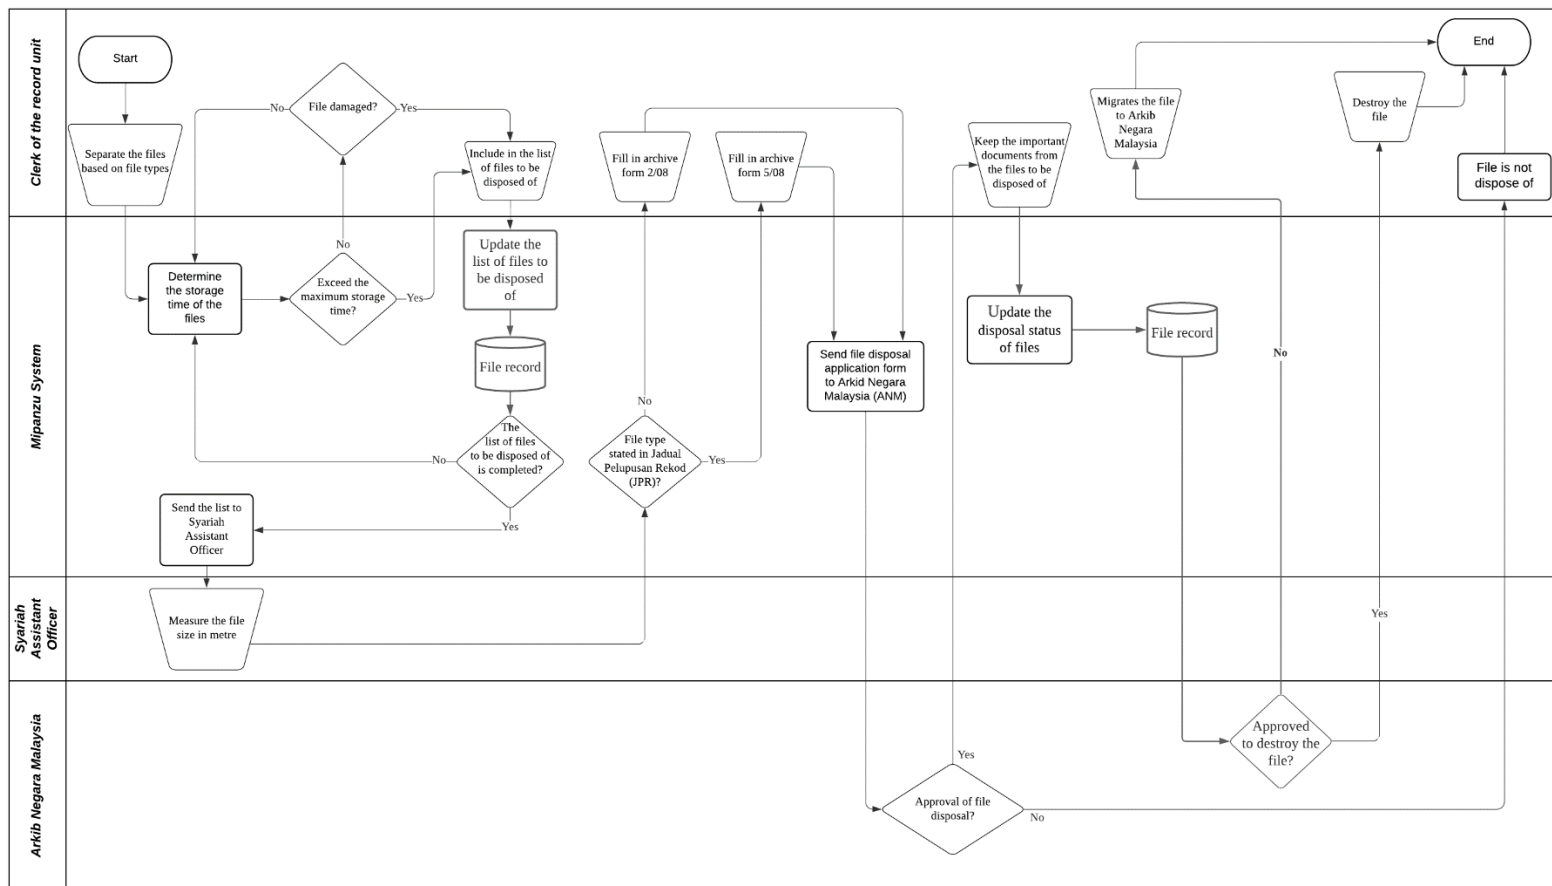 Clerk of the record unit
Start
Separate the files
based on file types
File damaged?
No
Yes
Include in the list
of files to be
disposed of
Fill in archive
form 2/08
Fill in archive
form 5/08
Keep the important
documents from
the files to be
disposed of
Migrates the file
to Arkib
Negara
Malaysia
Destroy the
file
End
File is not
dispose of
Mipanzu System
Determine
the storage
time of the
files
No
Exceed the
maximum storage
time?
Yes
Update the
list of files to
be disposed
of
File record
The
list of files
to be disposed of
is completed?
No
Yes
Send the list to
Syariah
Assistant
Officer
No
File type
stated in Jadual
Pelupusan Rekod
(JPR)?
Yes
Send file disposal
application form
to Arkid Negara
Malaysia (ANM)
Update the
disposal status
of files
File record
No
Syariah
Assistant
Officer
Measure the file
size in metre
Yes
Arkib Negara Malaysia
Yes
Approval of file
disposal?
No
Approved
to destroy the
file?